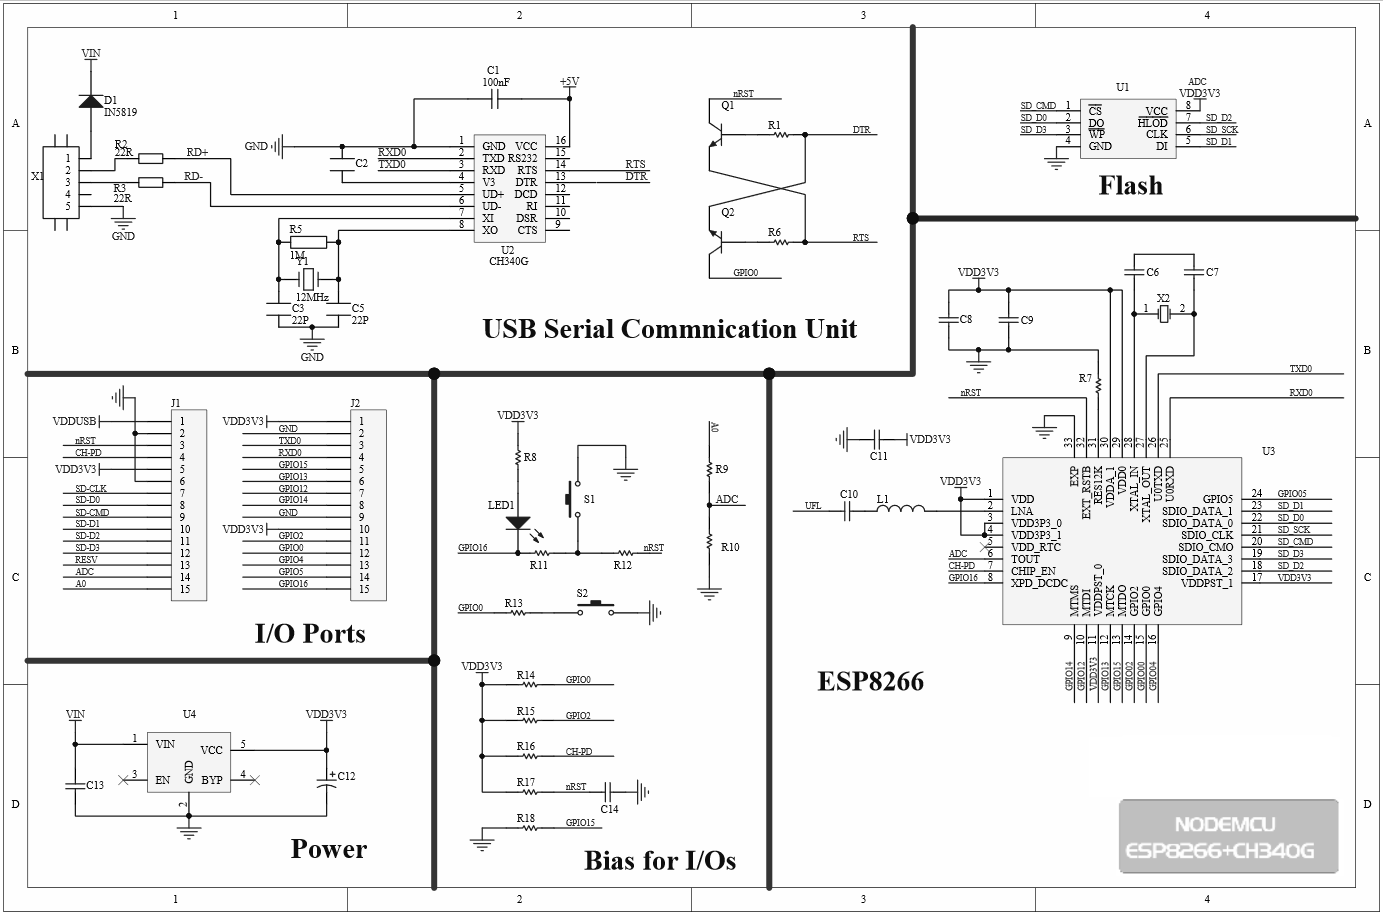 1 2 3 4
A
B
C
D
A
B
C
D
1 2 3 4
VIN
D1
IN5819
X1
1
2
3
4
5
R2
22R
RD+
R3
22R
RD-
GND
GND
C2
RXD0
TXD0
C1
100nF
+5V
1 GND VCC 16
2 TXD RS232 15
3 RXD RTS 14
4 V3 DTR 13
5 UD+ DCD 12
6 UD- RI 11
7 XI DSR 10
8 XO CTS 9
U2
CH340G
RTS
DTR
R5
1M
Y1
12MHz
C3
22P
C5
22P
GND
nRST
Q1
R1
DTR
Q2
R6
RTS
GPIO0
USB Serial Commnication Unit
U1
ADC
VDD3V3
SD_CMD 1 CS VCC 8
SD_D0 2 DO HLOD 7 SD_D2
SD_D3 3 WP CLK 6 SD_SCK
4 GND DI 5 SD_D1
Flash
J1
VDDUSB 1
2
nRST 3
CH-PD 4
VDD3V3 5
6
SD-CLK 7
SD-D0 8
SD-CMD 9
SD-D1 10
SD-D2 11
SD-D3 12
RESV 13
ADC 14
A0 15
J2
VDD3V3 1
GND 2
TXD0 3
RXD0 4
GPIO15 5
GPIO13 6
GPIO12 7
GPIO14 8
GND 9
VDD3V3 10
GPIO2 11
GPIO0 12
GPIO4 13
GPIO5 14
GPIO16 15
I/O Ports
VDD3V3
R8
LED1
S1
GPIO16
R11
R12
nRST
GPIO0
R13
S2
A0
R9
ADC
R10
VDD3V3
R14
GPIO0
R15
GPIO2
R16
CH-PD
R17
nRST
C14
R18
GPIO15
Bias for I/Os
VIN
U4
VDD3V3
1 VIN VCC 5
3 EN GND BYP 4
2
C13
+
C12
Power
VDD3V3
C8
C9
C6
C7
X2
1 2
R7
nRST
TXD0
RXD0
C11
VDD3V3
VDD3V3
UFL
C10
L1
U3
33 32 31 30 29 28 27 26 25
EXP
EXT_RSTB
RES12K
VDDA_1
VDD0
XTAL_IN
XTAL_OUT
U0TXD
U0RXD
1 VDD
2 LNA
3 VDD3P3_0
4 VDD3P3_1
5 VDD_RTC
ADC 6 TOUT
CH-PD 7 CHIP_EN
GPIO16 8 XPD_DCDC
GPIO5 24 GPIO05
SDIO_DATA_1 23 SD_D1
SDIO_DATA_0 22 SD_D0
SDIO_CLK 21 SD_SCK
SDIO_CMO 20 SD_CMD
SDIO_DATA_3 19 SD_D3
SDIO_DATA_2 18 SD_D2
VDDPST_1 17 VDD3V3
MTMS
MTDI
VDDPST_0
MTCK
MTDO
GPIO2
GPIO0
GPIO4
9 10 11 12 13 14 15 16
GPIO14
GPIO12
VDD3V3
GPIO13
GPIO15
GPIO02
GPIO00
GPIO04
ESP8266
NODEMCU
ESP8266+CH340G